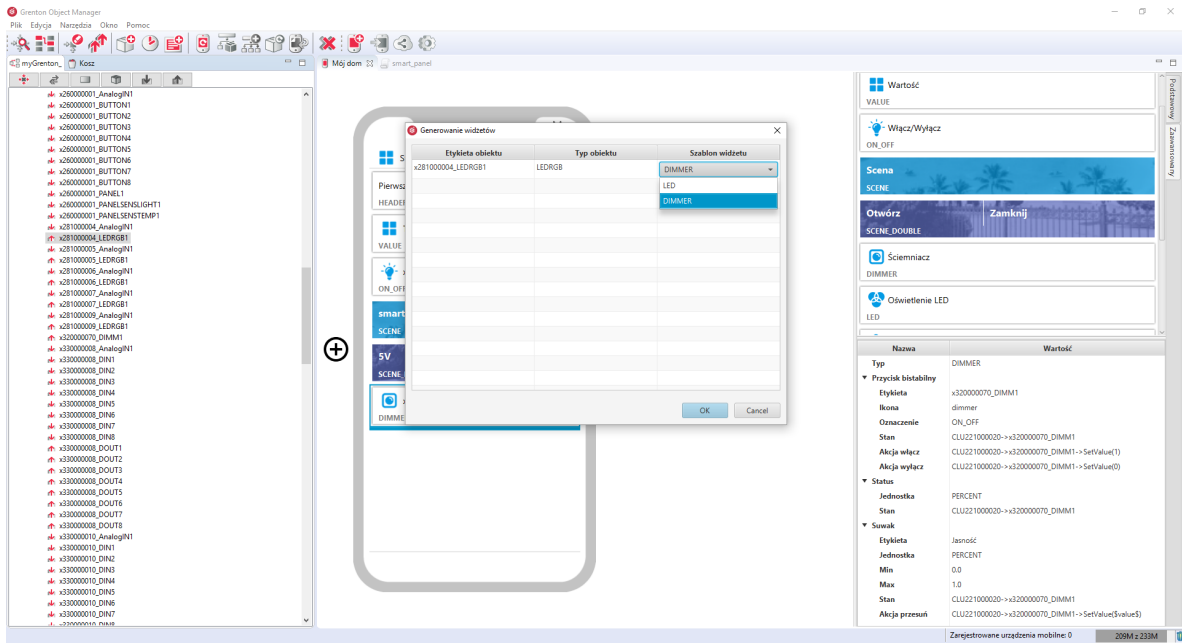 Grenton Object Manager
Plik Edycja Narzędzia Okno Pomoc
myGrenton_ Kosz
Mój dom smart_panel
x260000001_AnalogIN1
x260000001_BUTTON1
x260000001_BUTTON2
x260000001_BUTTON3
x260000001_BUTTON4
x260000001_BUTTON5
x260000001_BUTTON6
x260000001_BUTTON7
x260000001_BUTTON8
x260000001_PANEL1
x260000001_PANELSENSLIGHT1
x260000001_PANELSENSTEMP1
x281000004_AnalogIN1
x281000004_LEDRGB1
x281000005_AnalogIN1
x281000005_LEDRGB1
x281000006_AnalogIN1
x281000006_LEDRGB1
x281000007_AnalogIN1
x281000007_LEDRGB1
x281000009_AnalogIN1
x281000009_LEDRGB1
x320000070_DIMM1
x330000008_AnalogIN1
x330000008_DIN1
x330000008_DIN2
x330000008_DIN3
x330000008_DIN4
x330000008_DIN5
x330000008_DIN6
x330000008_DIN7
x330000008_DIN8
x330000008_DOUT1
x330000008_DOUT2
x330000008_DOUT3
x330000008_DOUT4
x330000008_DOUT5
x330000008_DOUT6
x330000008_DOUT7
x330000008_DOUT8
x330000010_AnalogIN1
x330000010_DIN1
x330000010_DIN2
x330000010_DIN3
x330000010_DIN4
x330000010_DIN5
x330000010_DIN6
x330000010_DIN7
x330000010_DIN8
S
Pierwsz
HEADER
VALUE
ON_OFF
smart
SCENE
SV
SCENE_
DIMME
Generowanie widżetów
Etykieta obiektu Typ obiektu Szablon widżetu
x281000004_LEDRGB1 LEDRGB DIMMER
LED
DIMMER
OK Cancel
Wartość
VALUE
Włącz/Wyłącz
ON_OFF
Scena
SCENE
Otwórz Zamknij
SCENE_DOUBLE
Ściemniacz
DIMMER
Oświetlenie LED
LED
Podstawowy
Zaawansowany
Nazwa Wartość
Typ DIMMER
Przycisk bistabilny
Etykieta x320000070_DIMM1
Ikona dimmer
Oznaczenie ON_OFF
Stan CLU221000020->x320000070_DIMM1
Akcja włącz CLU221000020->x320000070_DIMM1->SetValue(1)
Akcja wyłącz CLU221000020->x320000070_DIMM1->SetValue(0)
Status
Jednostka PERCENT
Stan CLU221000020->x320000070_DIMM1
Suwak
Etykieta Jasność
Jednostka PERCENT
Min 0.0
Max 1.0
Stan CLU221000020->x320000070_DIMM1
Akcja przesuń CLU221000020->x320000070_DIMM1->SetValue($value$)
Zarejestrowane urządzenia mobilne: 0 209M z 233M